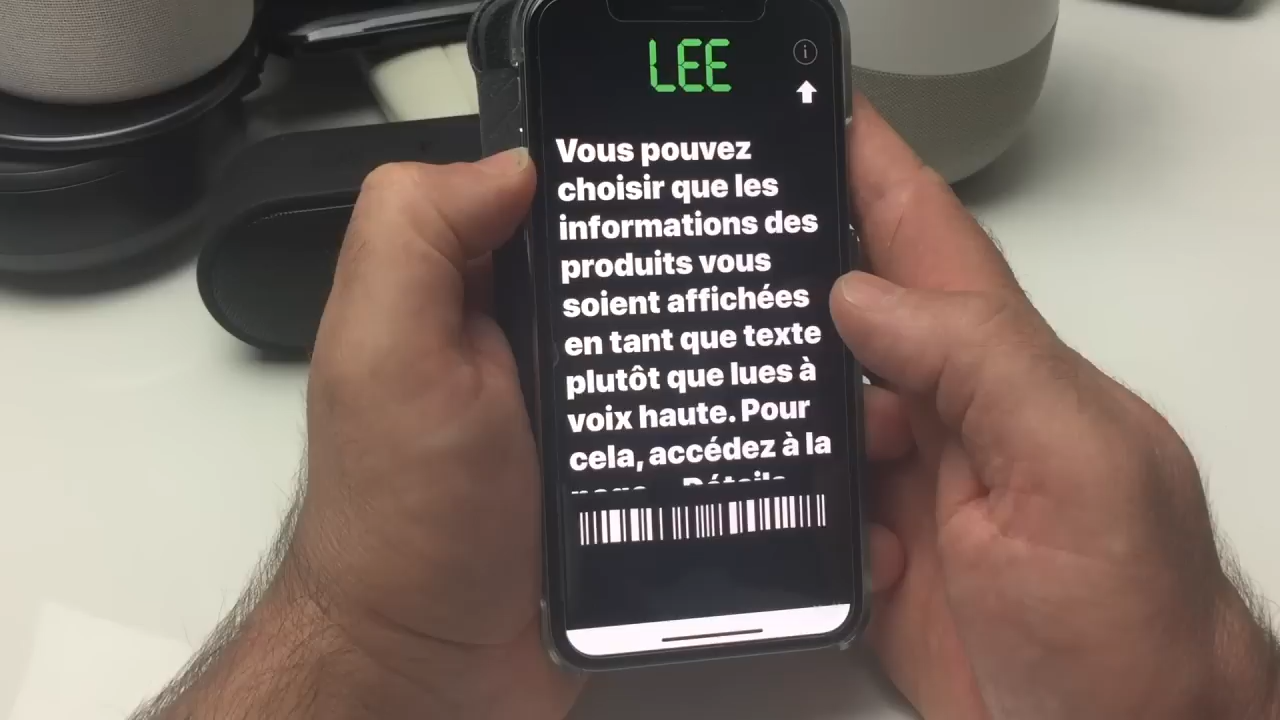 LEE
Vous pouvez
choisir que les
informations des
produits vous
soient affichées
en tant que texte
plutôt que lues à
voix haute. Pour
cela, accédez à la